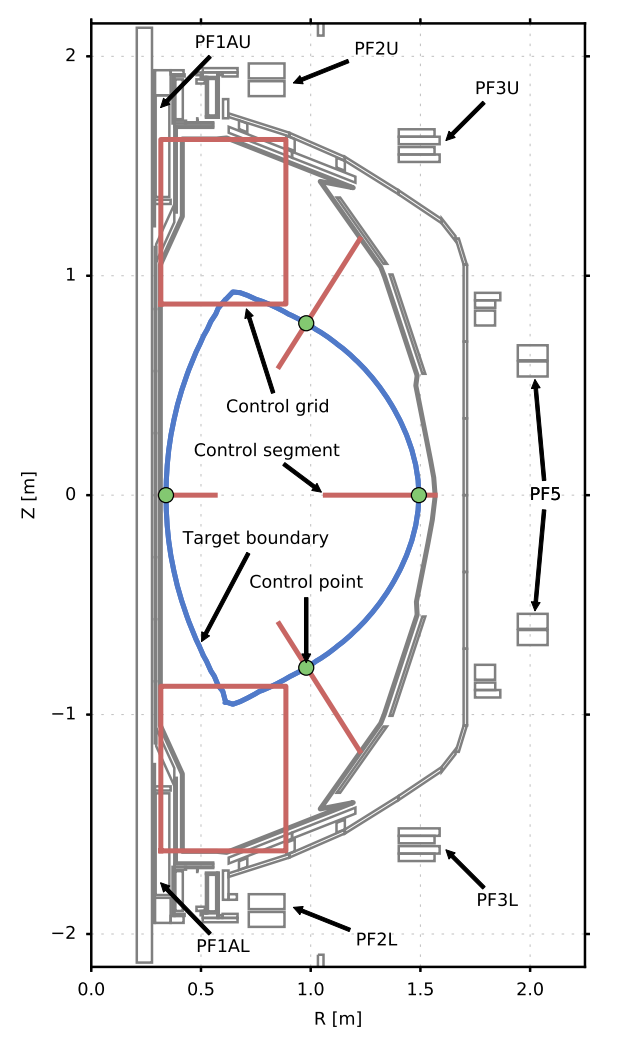 PF1AU
PF2U
PF3U
2
1
Control grid
Control segment
Z [m]
0
PF5
Target boundary
Control point
−1
PF3L
PF1AL
PF2L
−2
0.0
0.5
1.0
1.5
2.0
R [m]